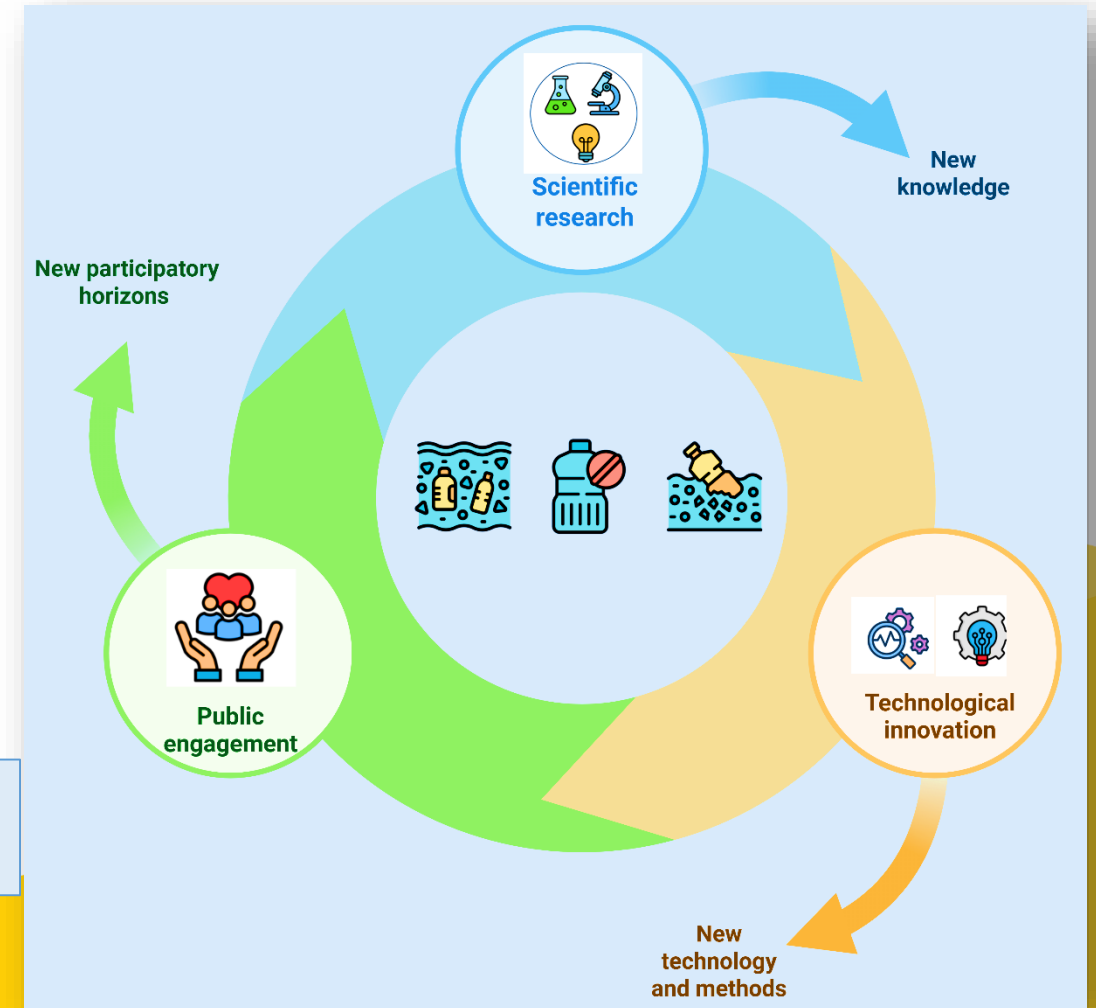 Scientific
research
New
knowledge
New participatory
horizons
Public
engagement
Technological
innovation
New
technology
and methods